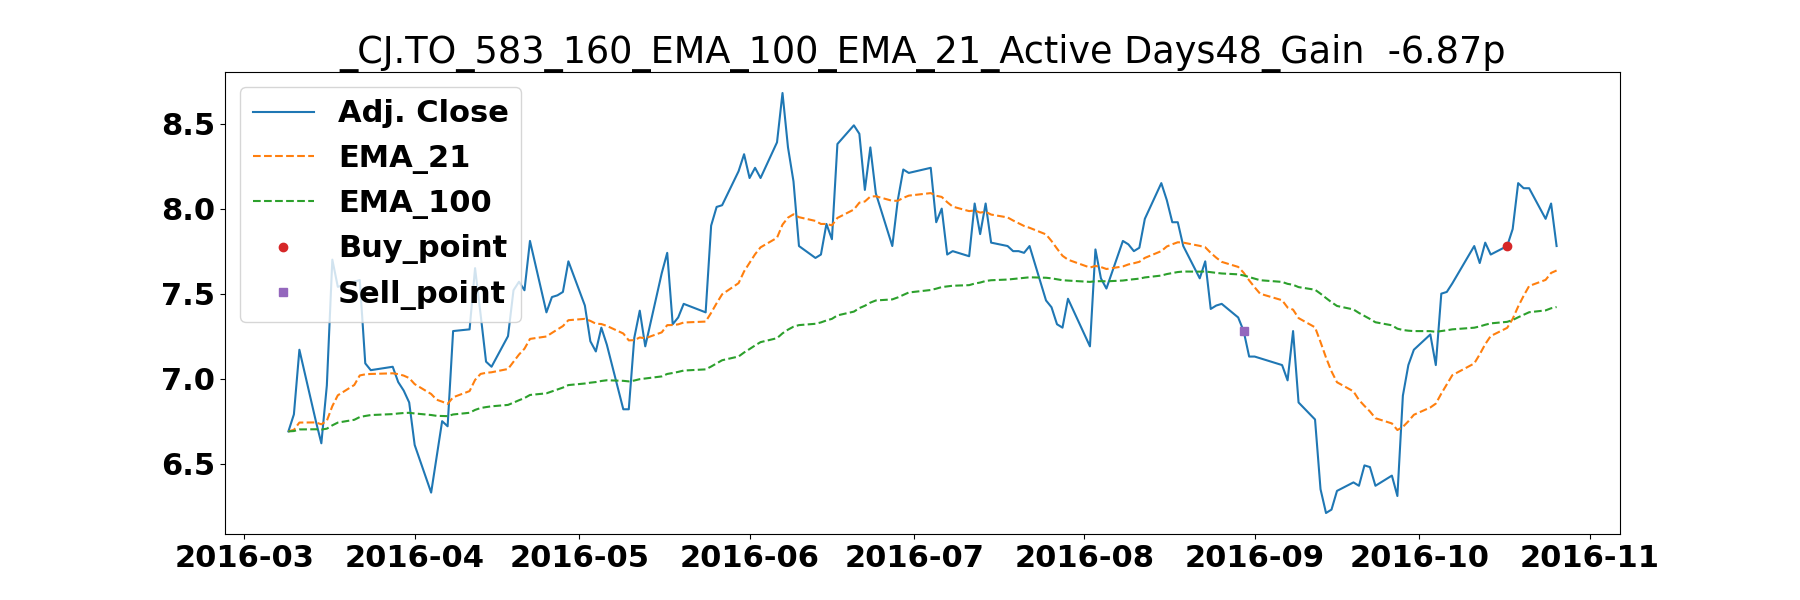 _CJ.TO_583_160_EMA_100_EMA_21_Active Days48_Gain  -6.87p
Adj. Close
EMA_21
EMA_100
Buy_point
Sell_point
8.5
8.0
7.5
7.0
6.5
2016-03 2016-04 2016-05 2016-06 2016-07 2016-08 2016-09 2016-10 2016-11